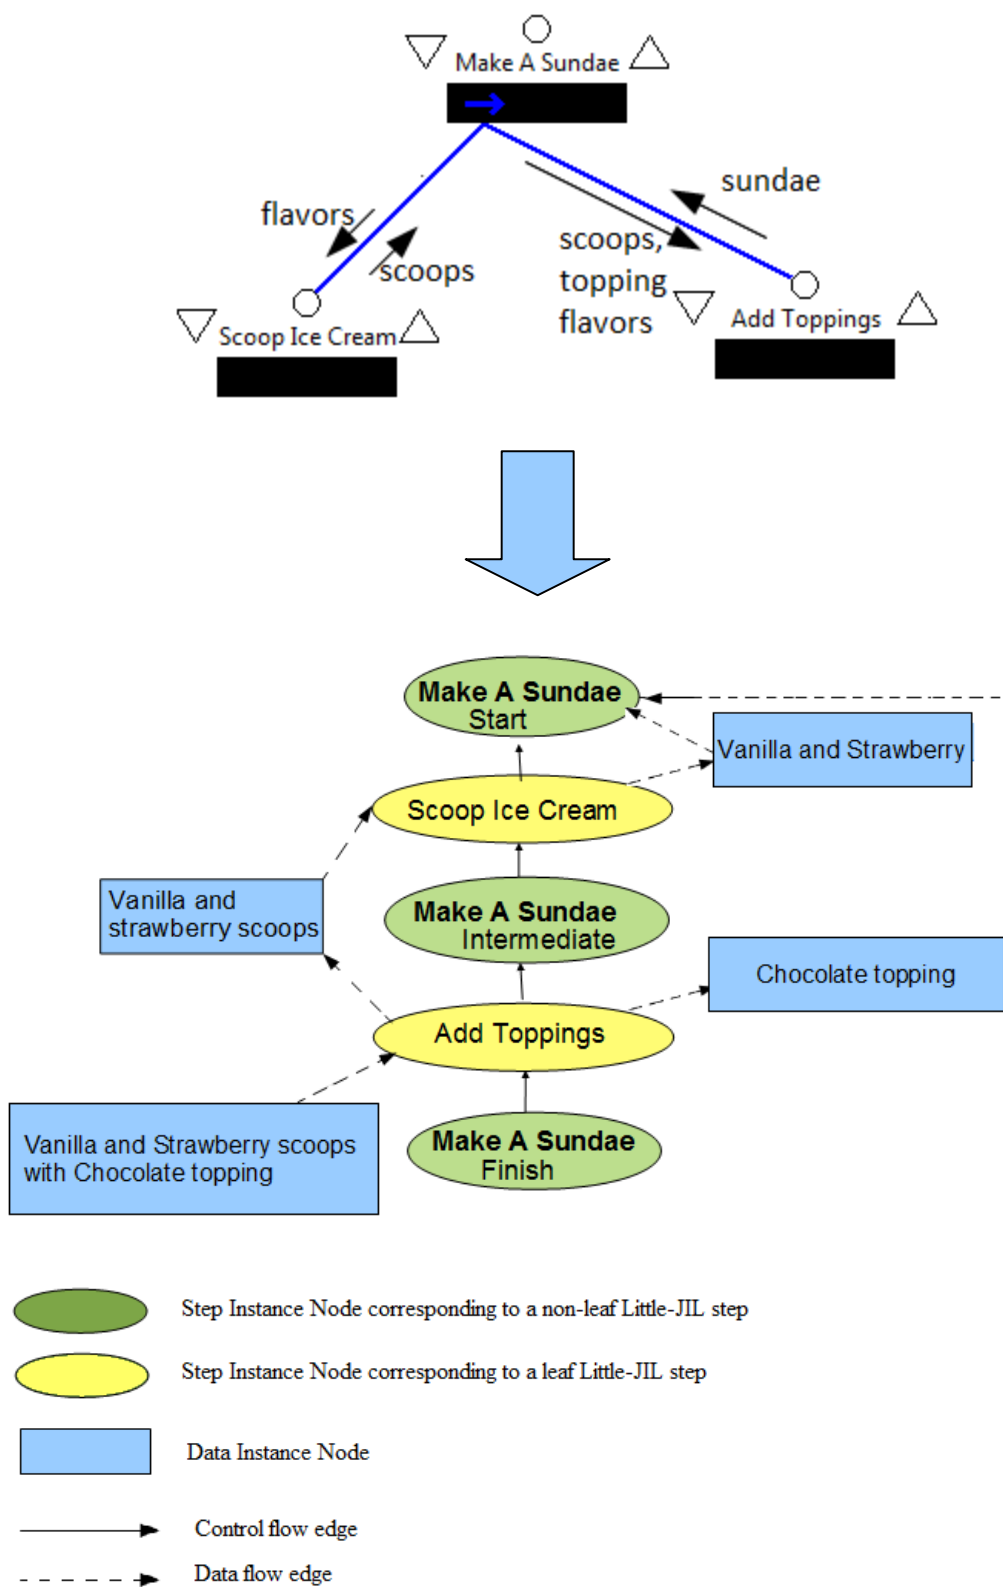 Make A Sundae
flavors
scoops
sundae
scoops,
topping
flavors
Scoop Ice Cream
Add Toppings
Make A Sundae
Start
Vanilla and Strawberry
Scoop Ice Cream
Vanilla and
strawberry scoops
Make A Sundae
Intermediate
Chocolate topping
Add Toppings
Vanilla and Strawberry scoops
with Chocolate topping
Make A Sundae
Finish
Step Instance Node corresponding to a non-leaf Little-JIL step
Step Instance Node corresponding to a leaf Little-JIL step
Data Instance Node
Control flow edge
Data flow edge